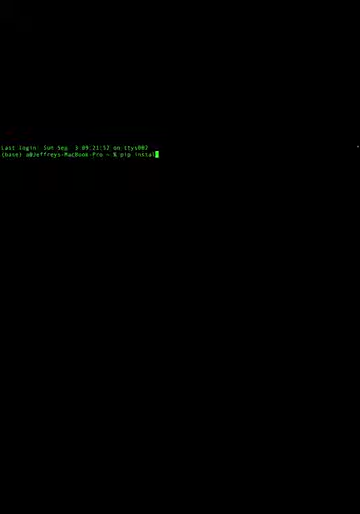 Last login: Sun Sep  3 09:21:52 on ttys002
(base) a@Jeffreys-MacBook-Pro ~ % pip instal